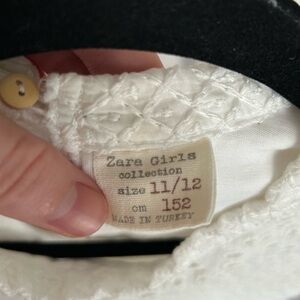 Zara Girls
collection
size 11/12
cm 152
MADE IN TURKEY